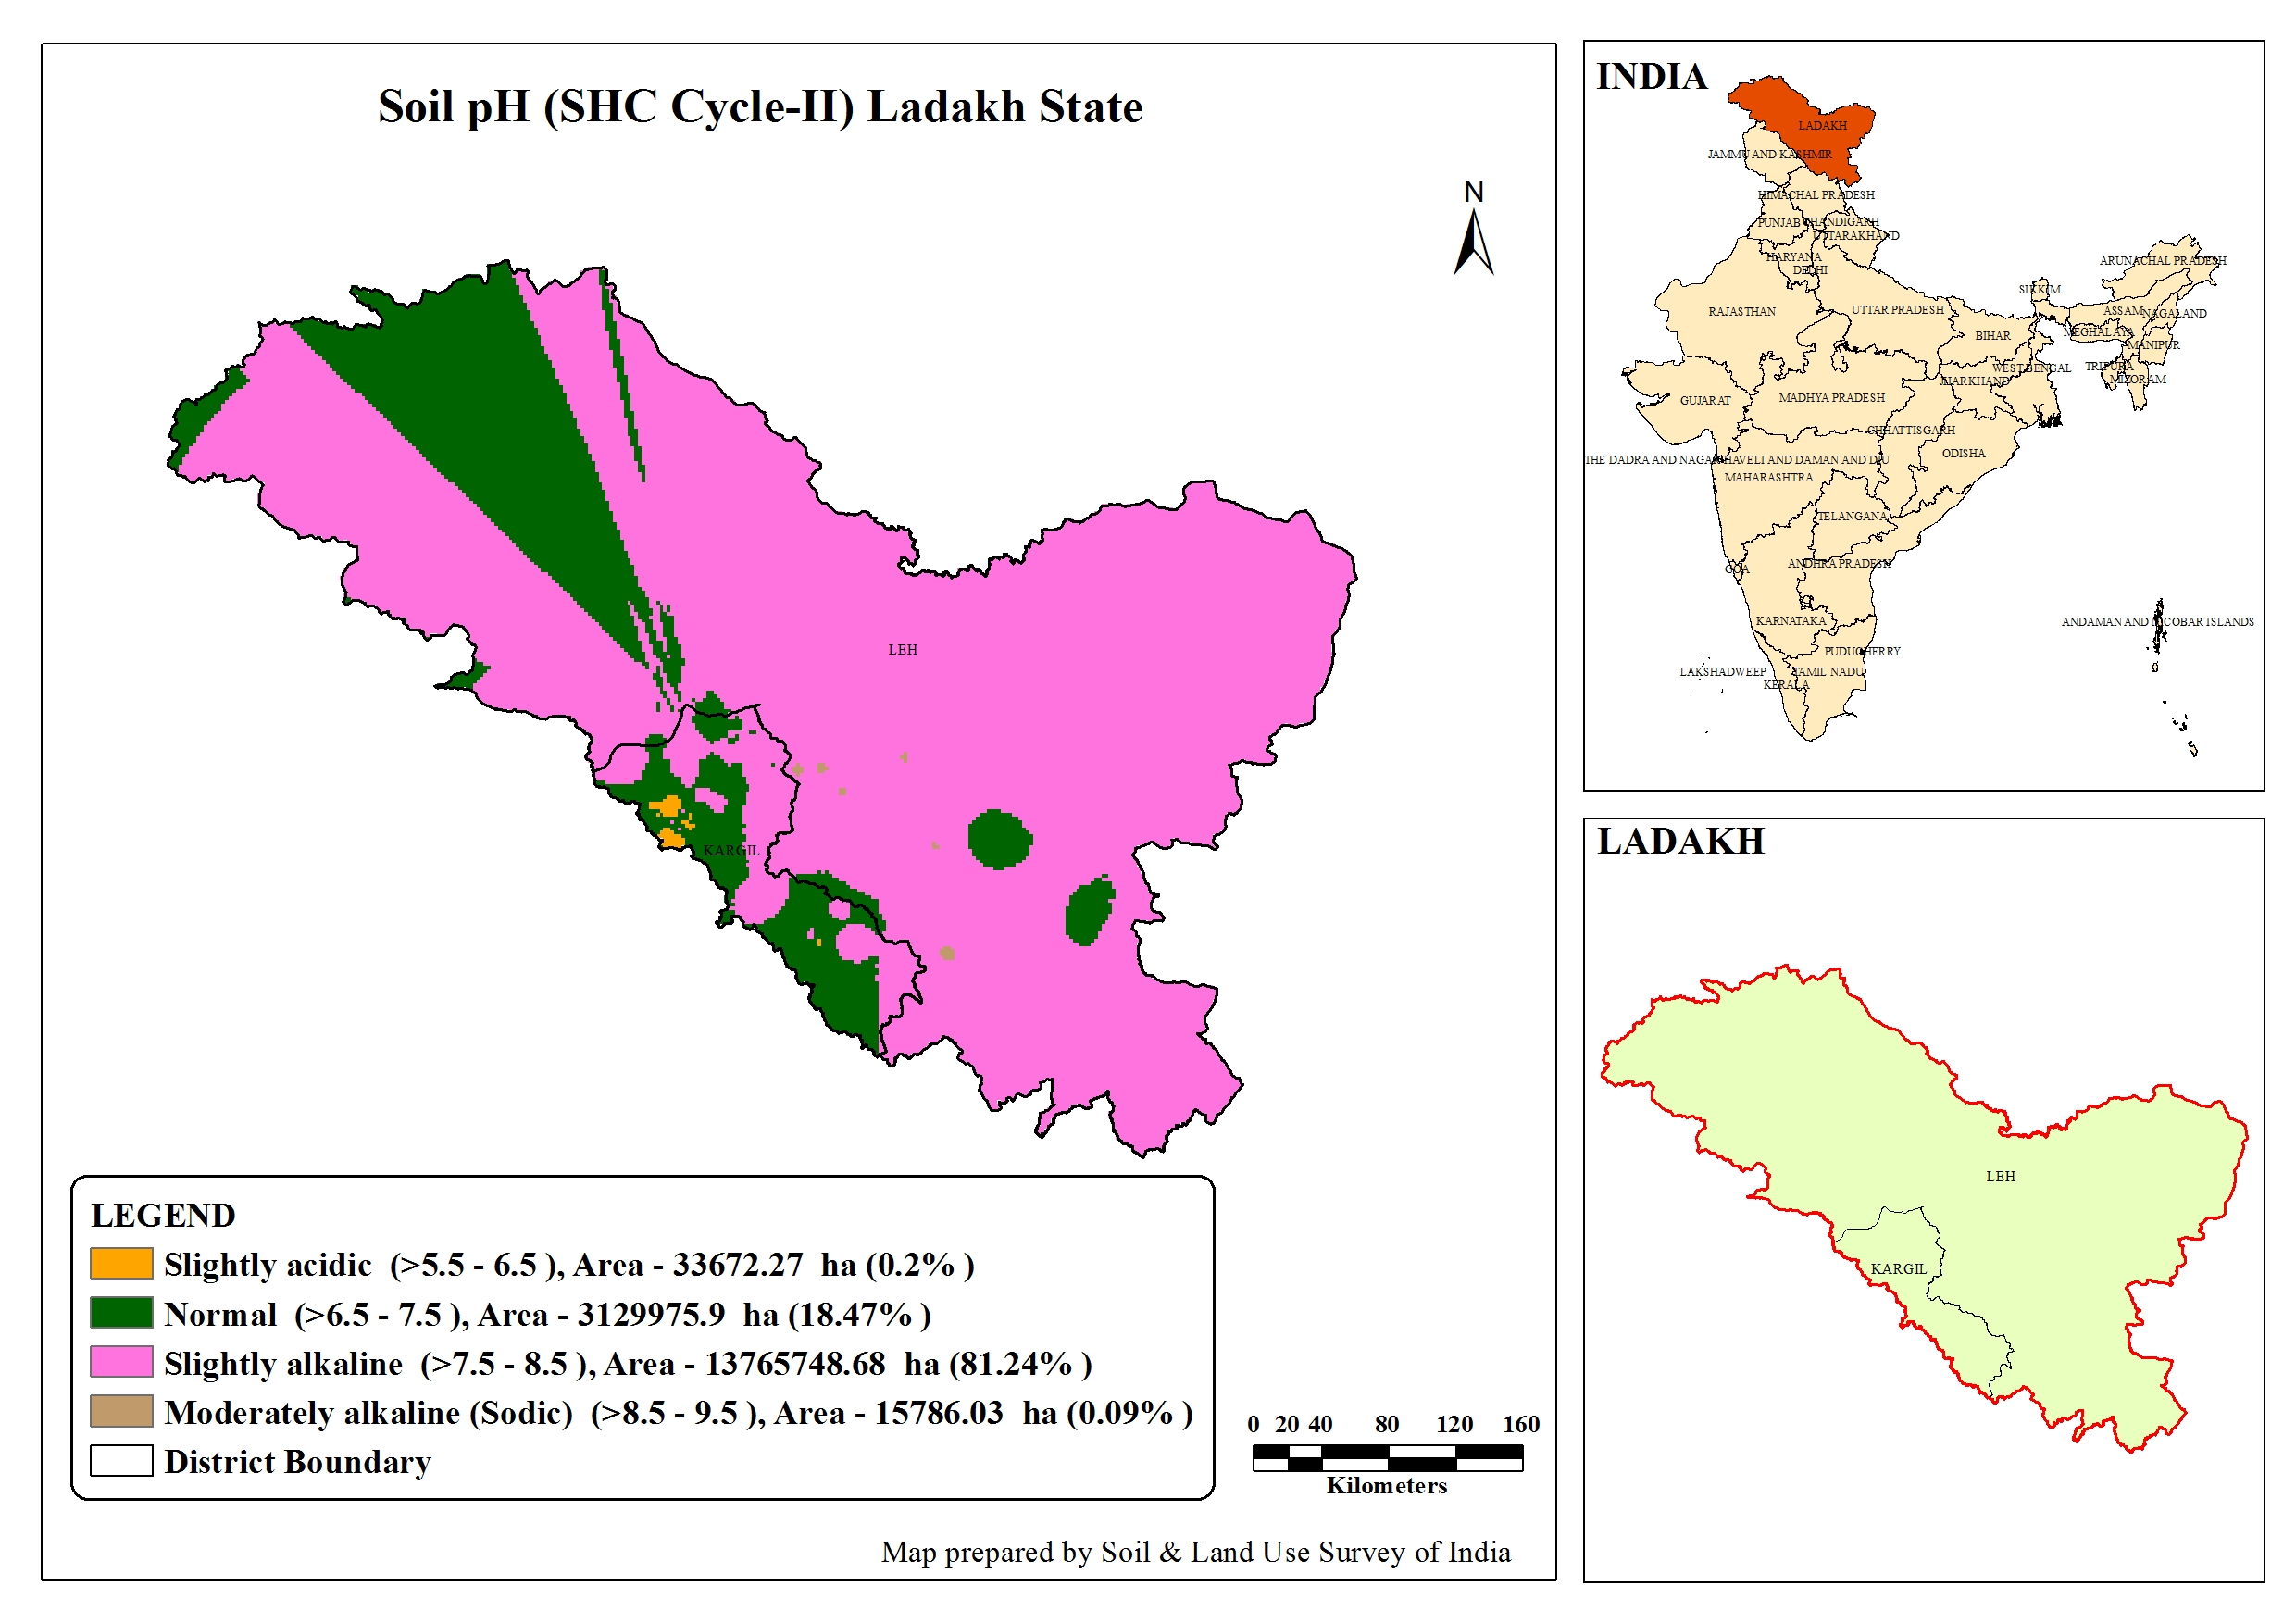 Soil pH (SHC Cycle-II) Ladakh State
N
LEH
KARGIL
LEGEND
Slightly acidic (>5.5 - 6.5 ), Area - 33672.27 ha (0.2% )
Normal (>6.5 - 7.5 ), Area - 3129975.9 ha (18.47% )
Slightly alkaline (>7.5 - 8.5 ), Area - 13765748.68 ha (81.24% )
Moderately alkaline (Sodic) (>8.5 - 9.5 ), Area - 15786.03 ha (0.09% )
District Boundary
0 20 40 80 120 160
Kilometers
Map prepared by Soil & Land Use Survey of India
INDIA
LADAKH
JAMMU AND KASHMIR
HIMACHAL PRADESH
PUNJAB
CHANDIGARH
UTTARAKHAND
HARYANA
DELHI
ARUNACHAL PRADESH
SIKKIM
RAJASTHAN
UTTAR PRADESH
ASSAM
NAGALAND
MEGHALAYA
BIHAR
MANIPUR
WEST BENGAL
TRIPURA
MIZORAM
JHARKHAND
GUJARAT
MADHYA PRADESH
CHHATTISGARH
ODISHA
THE DADRA AND NAGAR HAVELI AND DAMAN AND DIU
MAHARASHTRA
TELANGANA
GOA
ANDHRA PRADESH
KARNATAKA
ANDAMAN AND NICOBAR ISLANDS
PUDUCHERRY
LAKSHADWEEP
TAMIL NADU
KERALA
LADAKH
LEH
KARGIL